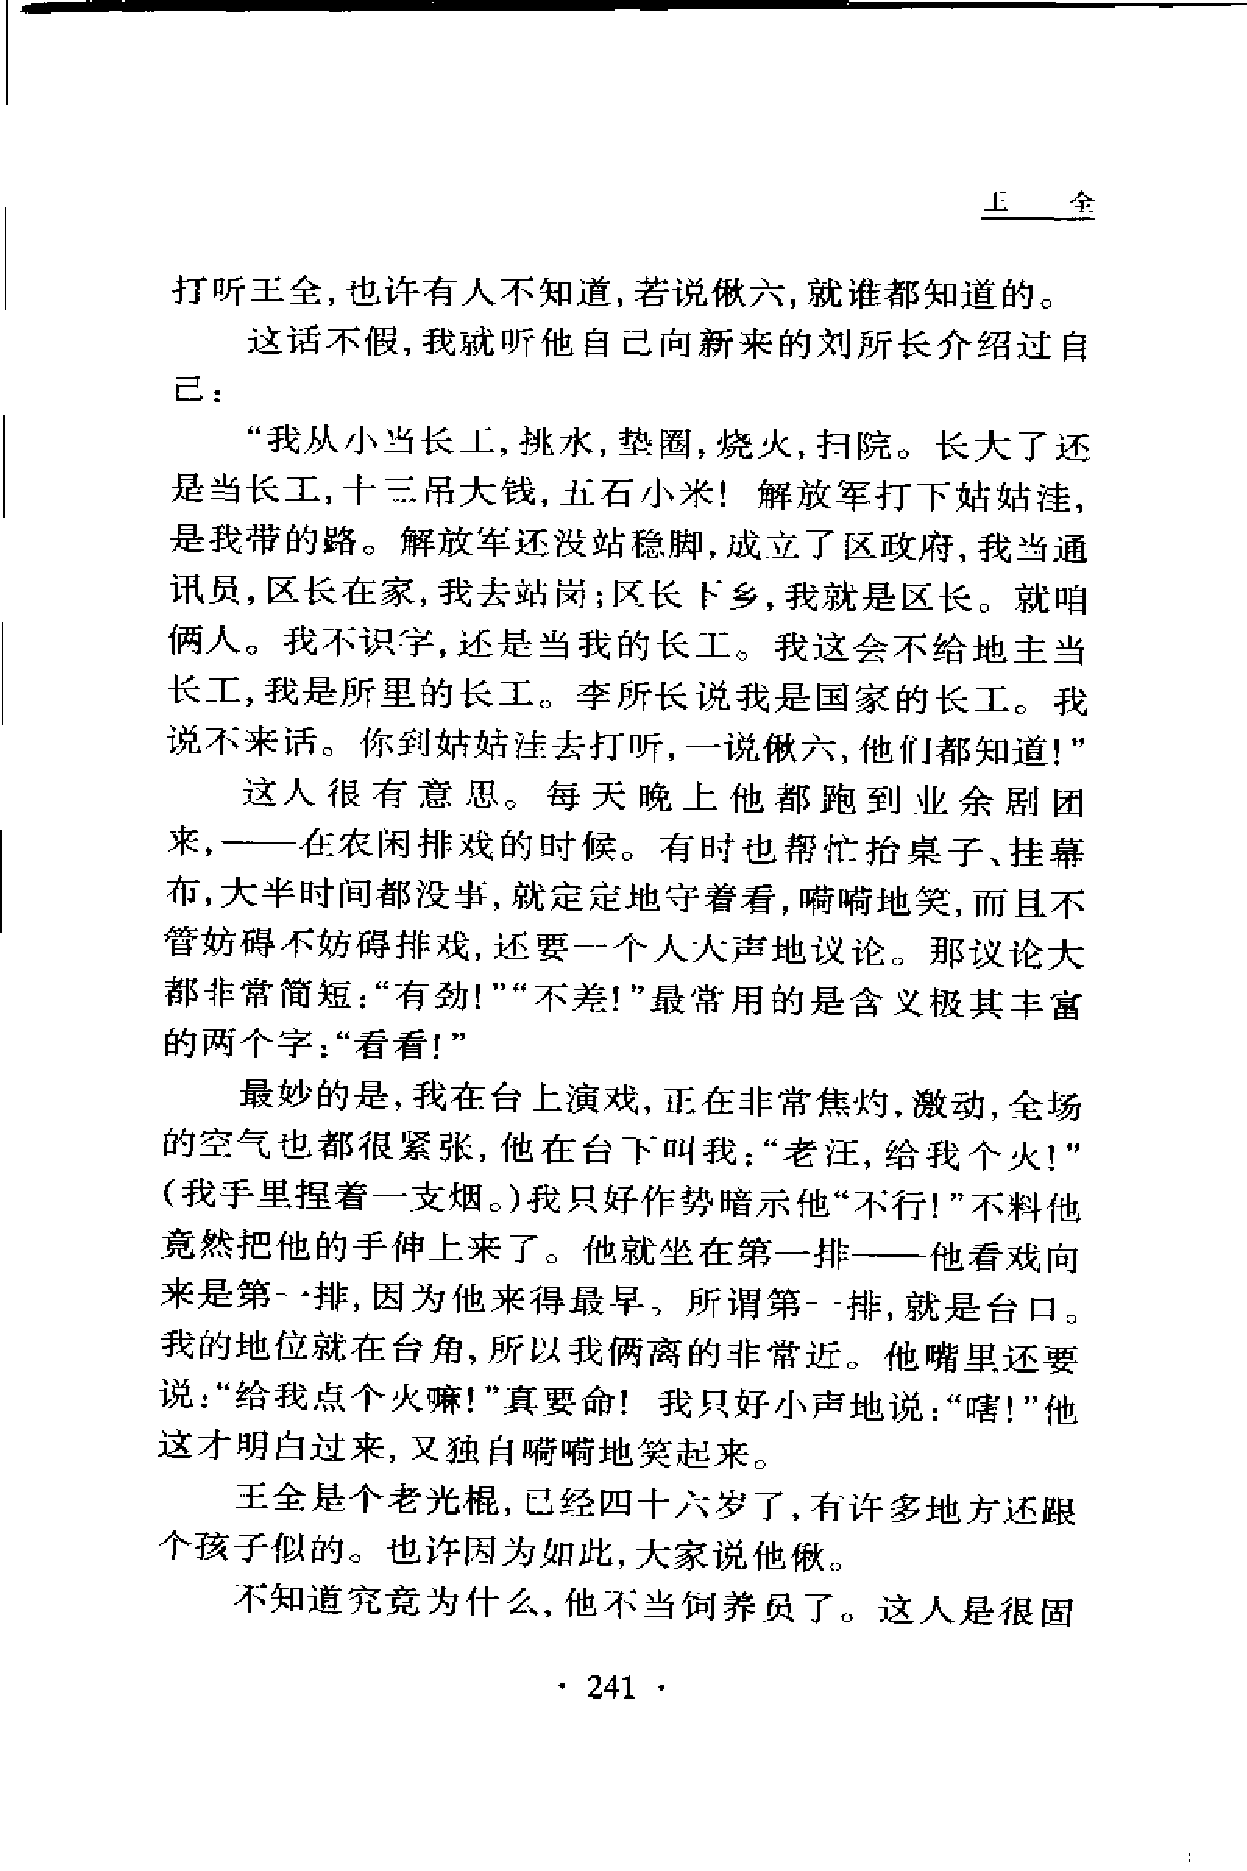 王 全
打听王全,也许有人不知道,若说偢六,就谁都知道的。
这话不假,我就听他自己向新来的刘所长介绍过自
己:
“我从小当长工,挑水,垫圈,烧火,扫院。长大了还
是当长工,十三吊大钱,五石小米!解放军打下姑姑洼,
是我带的路。解放军还没站稳脚,成立了区政府,我当通
讯员,区长在家,我去站岗;区长下乡,我就是区长。就咱
俩人。我不识字,还是当我的长工。我这会不给地主当
长工,我是所里的长工。李所长说我是国家的长工。我
说不来话。你到姑姑洼去打听,一说偢六,他们都知道!”
这人很有意思。每天晚上他都跑到业余剧团
来,——在农闲排戏的时候。有时也帮忙抬桌子、挂幕
布,大半时间都没事,就定定地守着看,嗬嗬地笑,而且不
管妨碍不妨碍排戏,还要一个人大声地议论。那议论大
都非常简短:“有劲!”“不差!”最常用的是含义极其丰富
的两个字:“看看!”
最妙的是,我在台上演戏,正在非常焦灼,激动,全场
的空气也都很紧张,他在台下叫我:“老汪,给我个火!”
(我手里捏着一支烟。)我只好作势暗示他“不行!”不料他
竟然把他的手伸上来了。他就坐在第一排——他看戏向
来是第一排,因为他来得最早。所谓第一排,就是台口。
我的地位就在台角,所以我俩离的非常近。他嘴里还要
说:“给我点个火嘛!”真要命!我只好小声地说:“嗐!”他
这才明白过来,又独自嗬嗬地笑起来。
王全是个老光棍,已经四十六岁了,有许多地方还跟
个孩子似的。也许因为如此,大家说他偢。
不知道究竟为什么,他不当饲养员了。这人是很固
· 241 ·